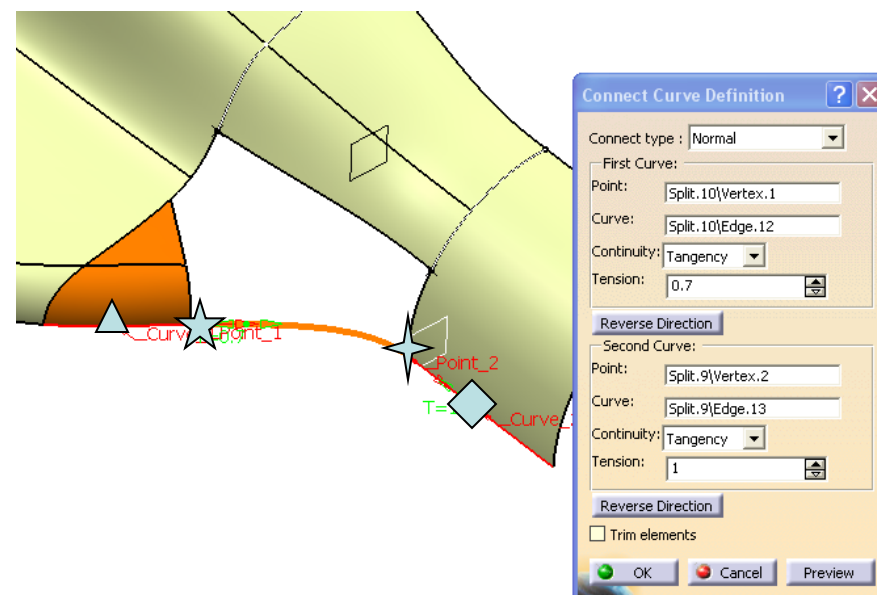 Connect Curve Definition
?
X
Connect type : Normal
First Curve:
Point: Split.10\Vertex.1
Curve: Split.10\Edge.12
Continuity: Tangency
Tension: 0.7
Reverse Direction
Second Curve:
Point: Split.9\Vertex.2
Curve: Split.9\Edge.13
Continuity: Tangency
Tension: 1
Reverse Direction
Trim elements
OK Cancel Preview
Point_2
T=
Curve_